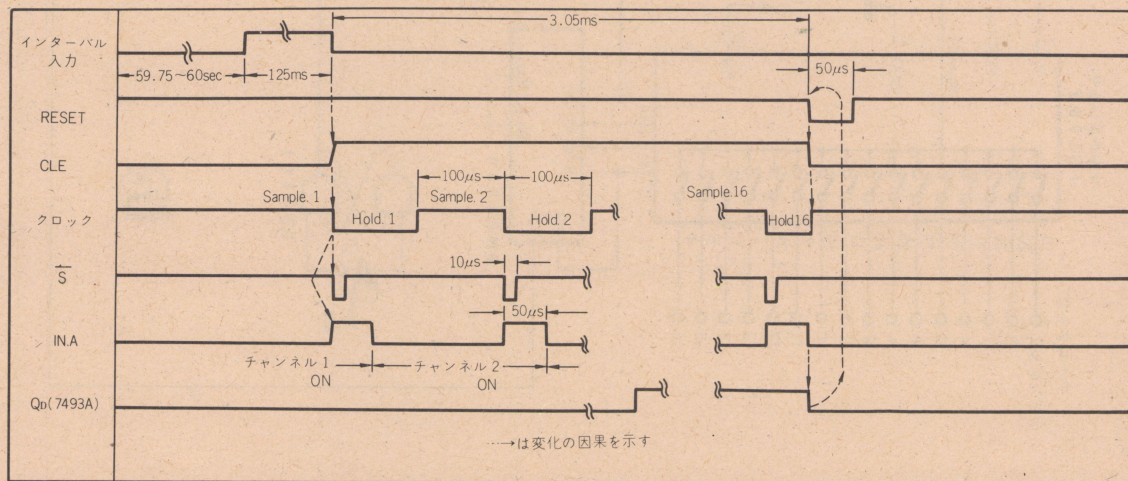 3.05ms
インターバル
入力
59.75~60sec
125ms
50μs
RESET
CLE
Sample. 1
100μs
Sample. 2
100μs
Sample.16
クロック
Hold. 1
Hold. 2
Hold16
S
10μs
50μs
IN.A
チャンネル 1
ON
チャンネル 2
ON
QD(7493A)
┈→は変化の因果を示す